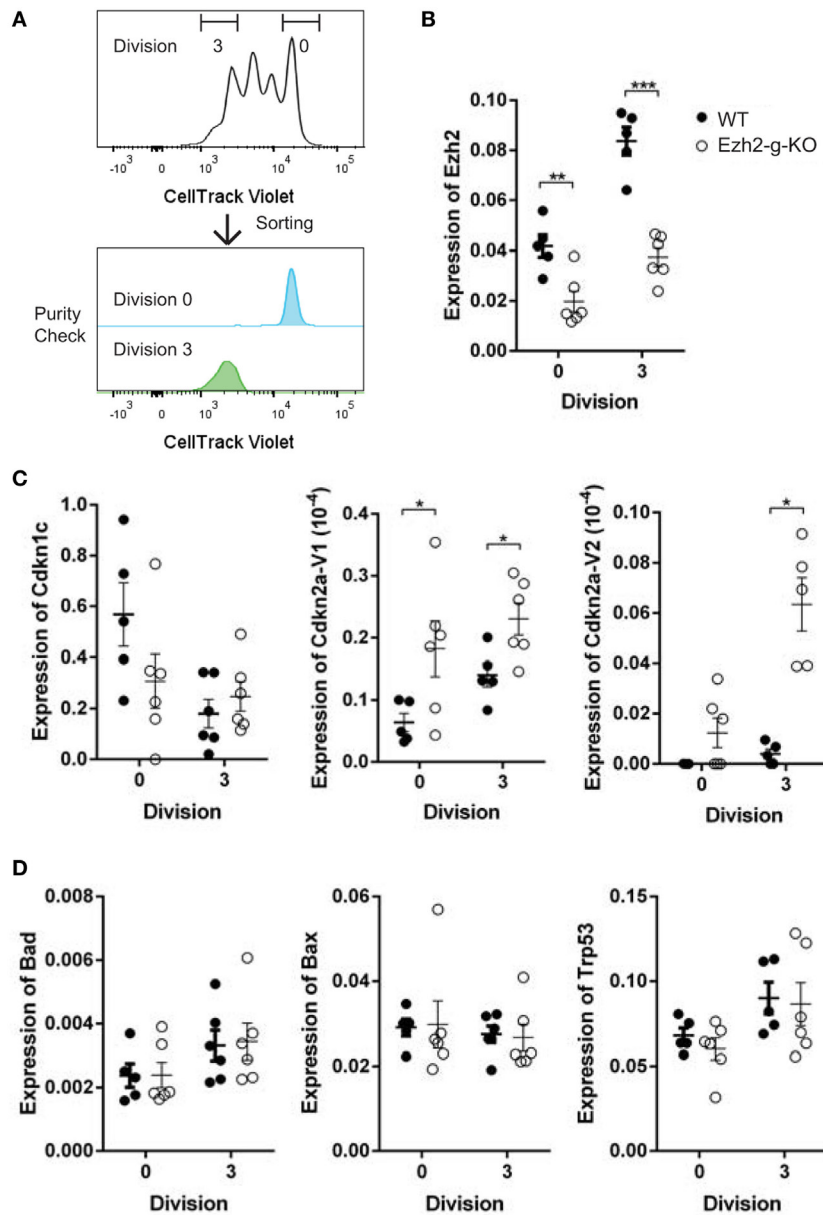 A
Division
3
0
-10³ 0 10³ 10⁴ 10⁵
CellTrack Violet
Sorting
Purity
Check
Division 0
Division 3
-10³ 0 10³ 10⁴ 10⁵
CellTrack Violet
B
Expression of Ezh2
0.10
0.08
0.06
0.04
0.02
0.00
**
***
0 3
Division
WT
Ezh2-g-KO
C
Expression of Cdkn1c
1.0
0.8
0.6
0.4
0.2
0.0
0 3
Division
Expression of Cdkn2a-V1 (10⁻⁴)
0.4
0.3
0.2
0.1
0.0
*
*
0 3
Division
Expression of Cdkn2a-V2 (10⁻⁴)
0.10
0.08
0.06
0.04
0.02
0.00
*
0 3
Division
D
Expression of Bad
0.008
0.006
0.004
0.002
0.000
0 3
Division
Expression of Bax
0.06
0.04
0.02
0.00
0 3
Division
Expression of Trp53
0.15
0.10
0.05
0.00
0 3
Division